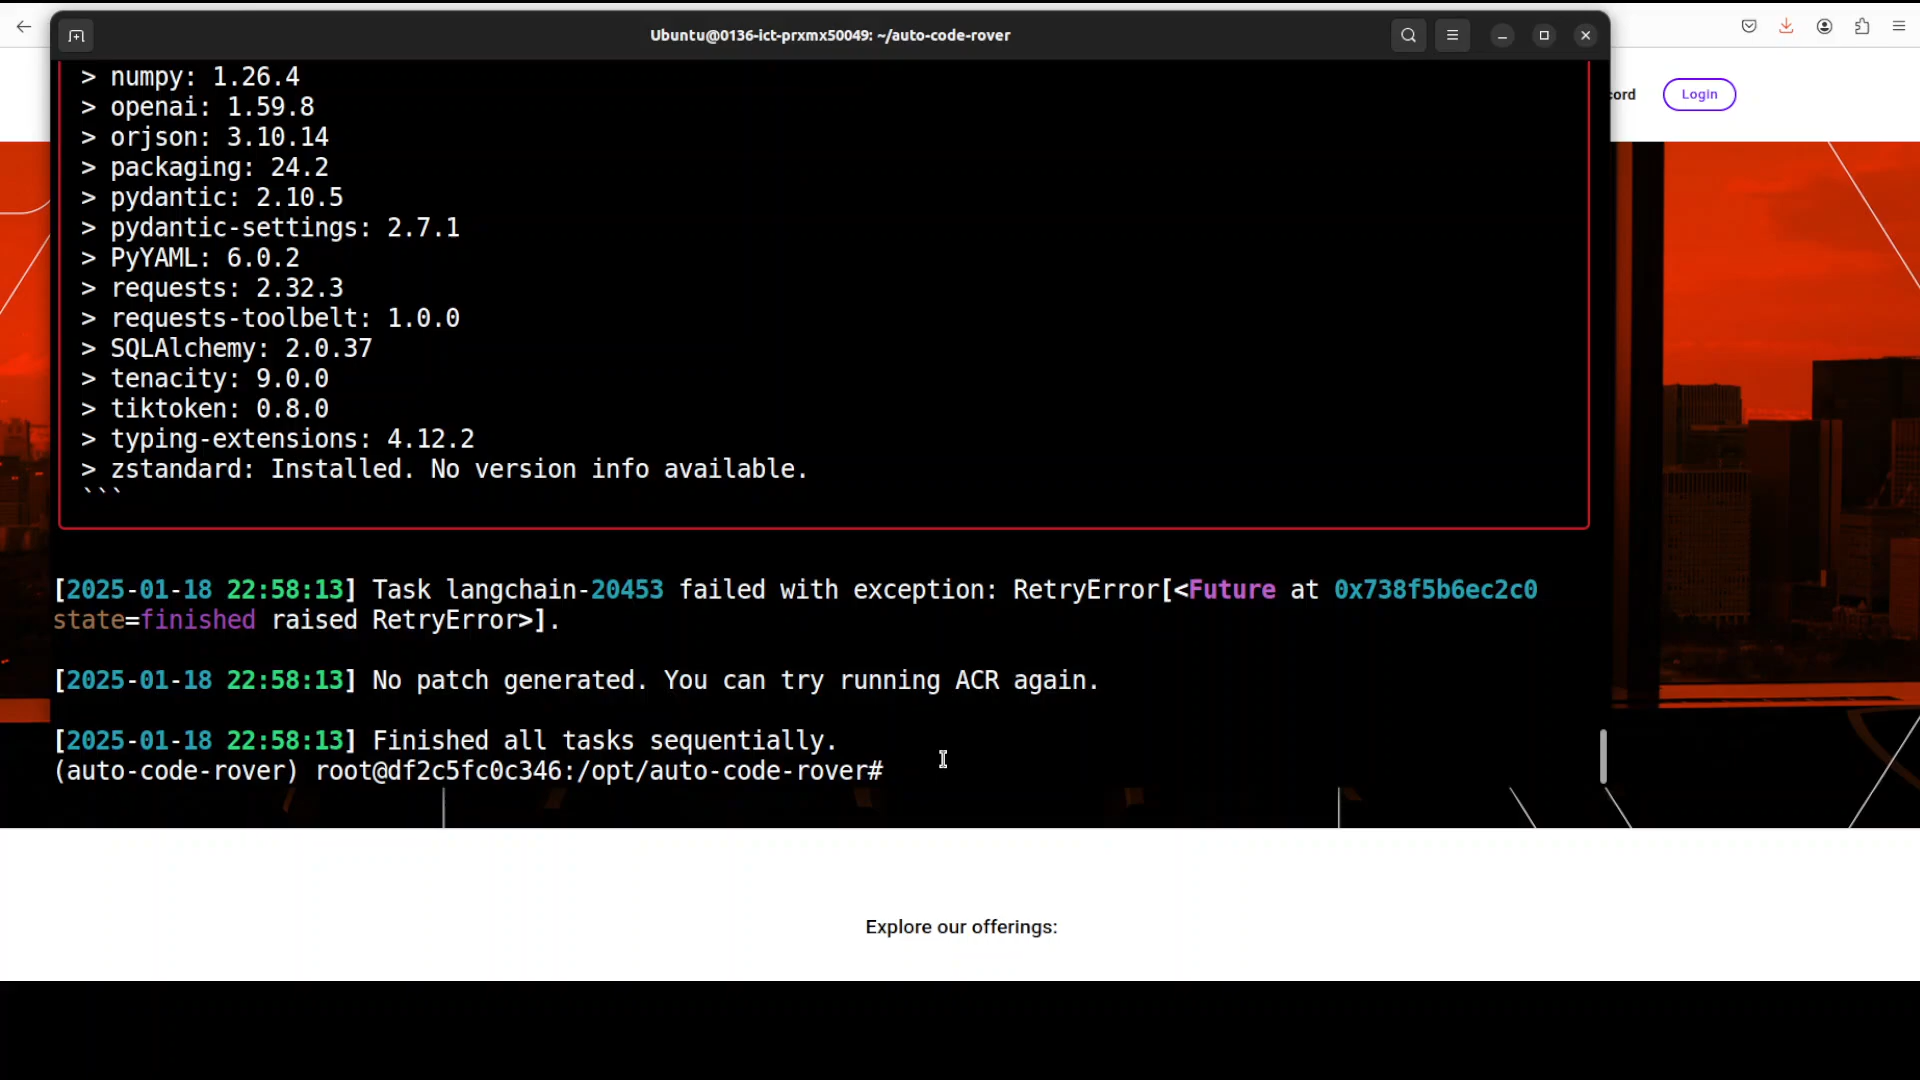 Ubuntu@0136-ict-prxmx50049: ~/auto-code-rover
> numpy: 1.26.4
> openai: 1.59.8
> orjson: 3.10.14
> packaging: 24.2
> pydantic: 2.10.5
> pydantic-settings: 2.7.1
> PyYAML: 6.0.2
> requests: 2.32.3
> requests-toolbelt: 1.0.0
> SQLAlchemy: 2.0.37
> tenacity: 9.0.0
> tiktoken: 0.8.0
> typing-extensions: 4.12.2
> zstandard: Installed. No version info available.
```
[2025-01-18 22:58:13] Task langchain-20453 failed with exception: RetryError[<Future at 0x738f5b6ec2c0
state=finished raised RetryError>].
[2025-01-18 22:58:13] No patch generated. You can try running ACR again.
[2025-01-18 22:58:13] Finished all tasks sequentially.
(auto-code-rover) root@df2c5fc0c346:/opt/auto-code-rover#
cord
Login
Explore our offerings: